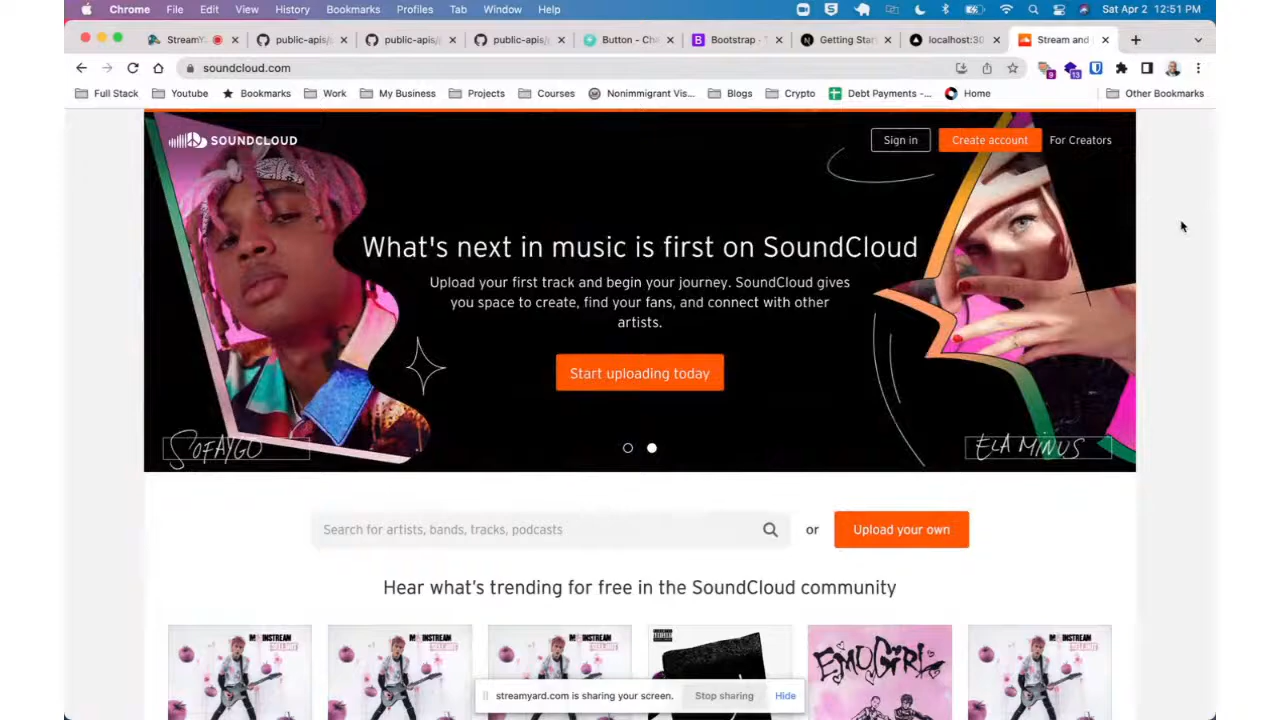 Chrome File Edit View History Bookmarks Profiles Tab Window Help Sat Apr 2 12:51 PM
StreamY public-apis/ public-apis/ public-apis/ Button - Cha Bootstrap - Getting Star localhost:30 Stream and
soundcloud.com 9 13
Full Stack Youtube Bookmarks Work My Business Projects Courses Nonimmigrant Vis... Blogs Crypto Debt Payments -... Home Other Bookmarks
SOUNDCLOUD Sign in Create account For Creators
What's next in music is first on SoundCloud
Upload your first track and begin your journey. SoundCloud gives
you space to create, find your fans, and connect with other
artists.
Start uploading today
SOFAYGO ELA MINUS
Search for artists, bands, tracks, podcasts or Upload your own
Hear what's trending for free in the SoundCloud community
EMOGIRL
streamyard.com is sharing your screen. Stop sharing Hide